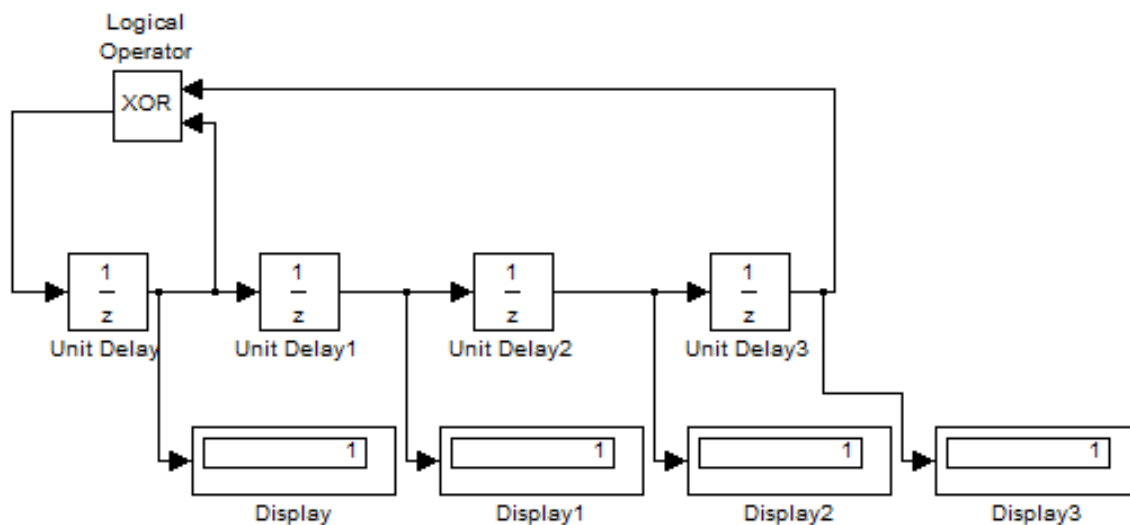 Logical
Operator
XOR
1
z
Unit Delay
1
z
Unit Delay1
1
z
Unit Delay2
1
z
Unit Delay3
1
Display
1
Display1
1
Display2
1
Display3